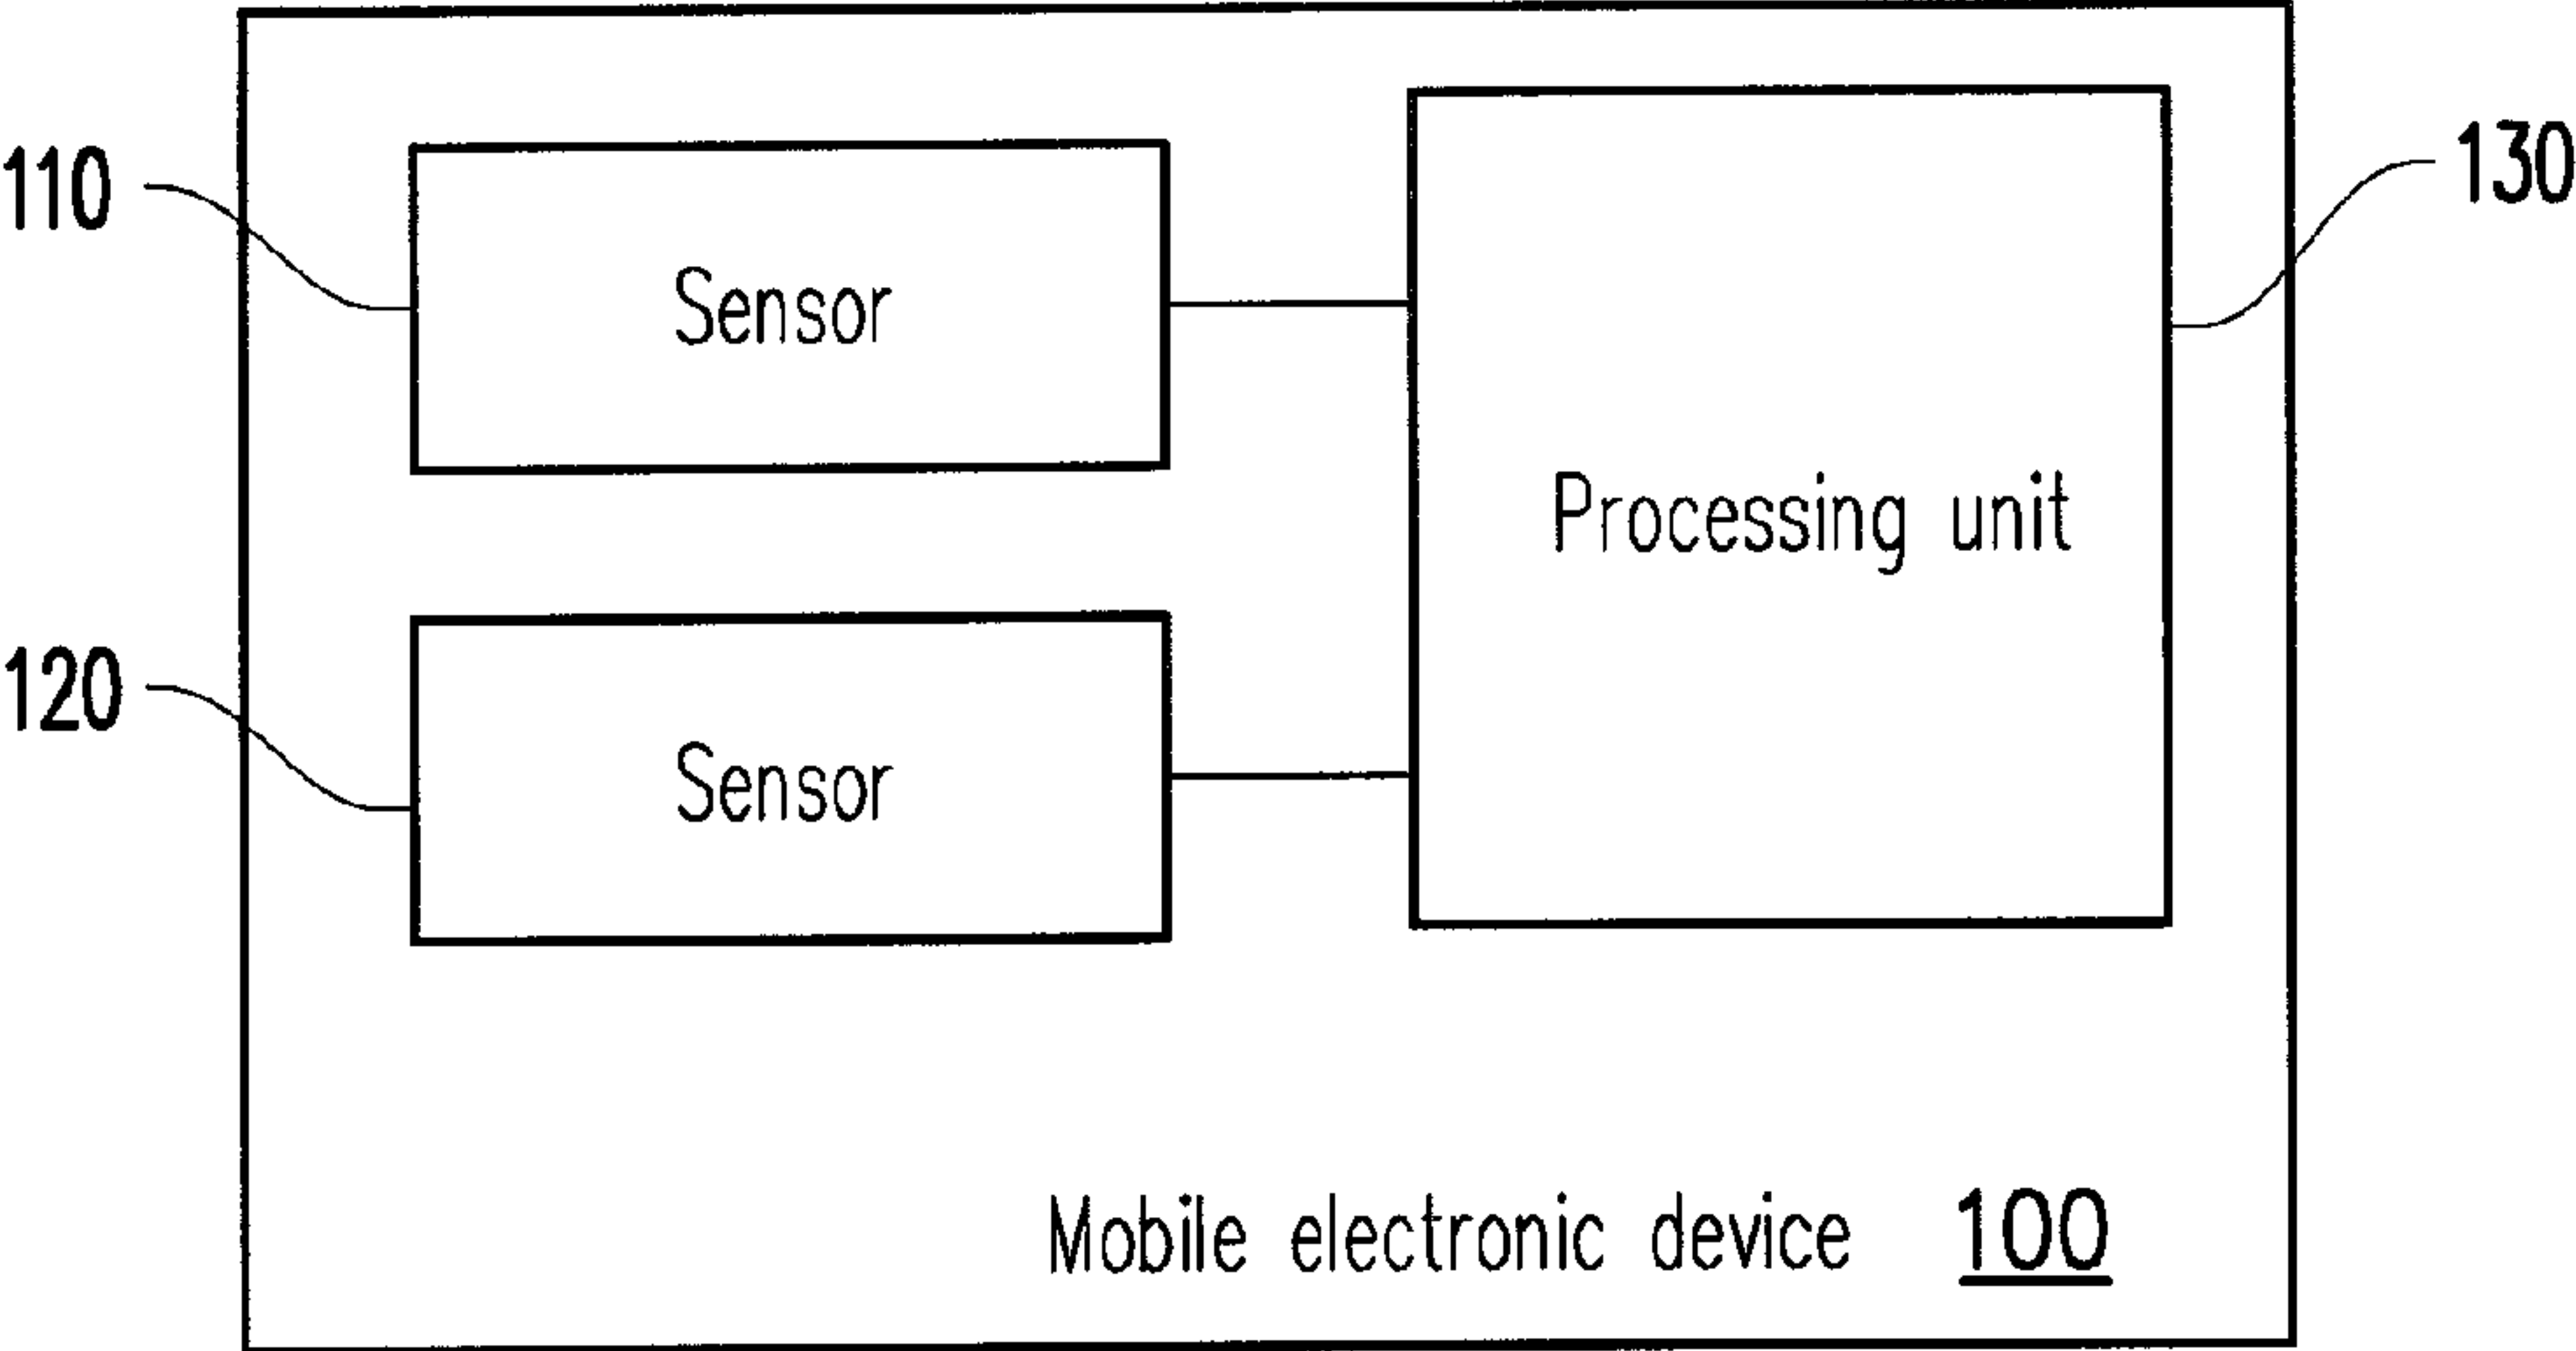 110
Sensor
130
Processing unit
120
Sensor
Mobile electronic device 100